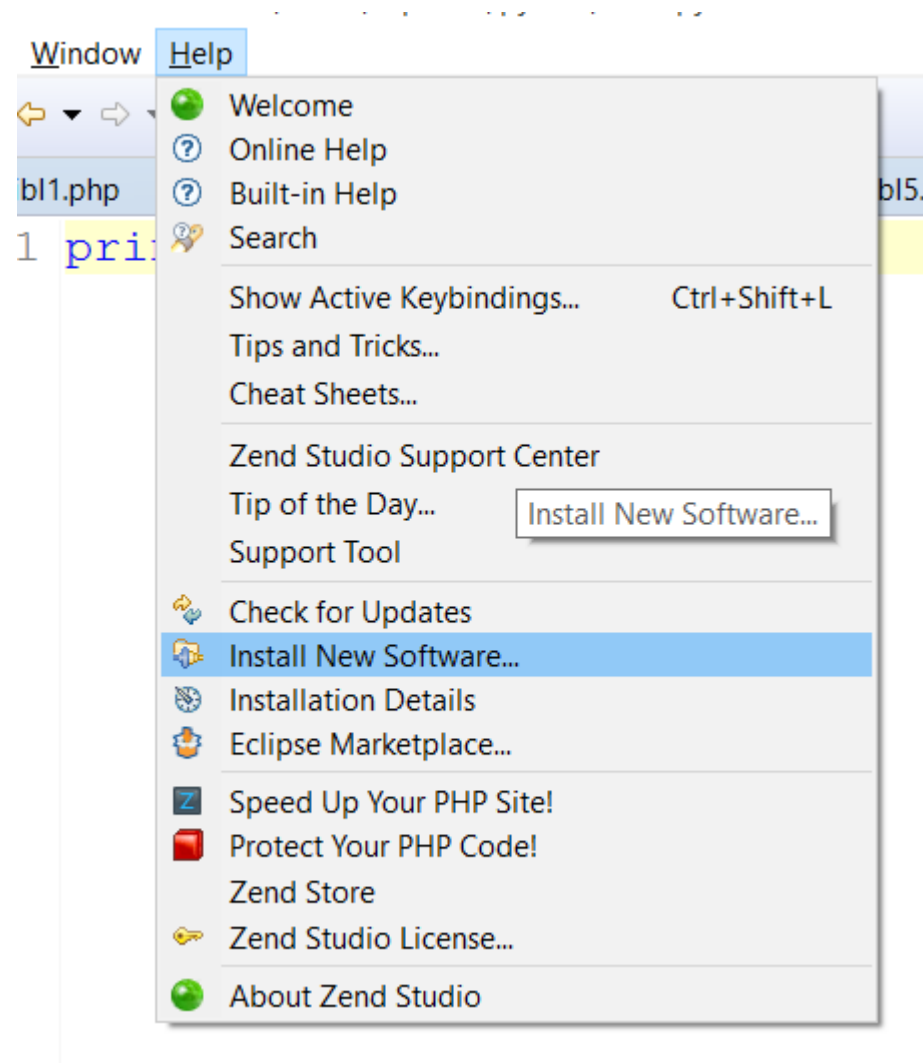 Window Help
Welcome
bl1.php
Online Help
Built-in Help
bl5.
1 pri
Search
Show Active Keybindings... Ctrl+Shift+L
Tips and Tricks...
Cheat Sheets...
Zend Studio Support Center
Tip of the Day...
Install New Software...
Support Tool
Check for Updates
Install New Software...
Installation Details
Eclipse Marketplace...
Speed Up Your PHP Site!
Protect Your PHP Code!
Zend Store
Zend Studio License...
About Zend Studio